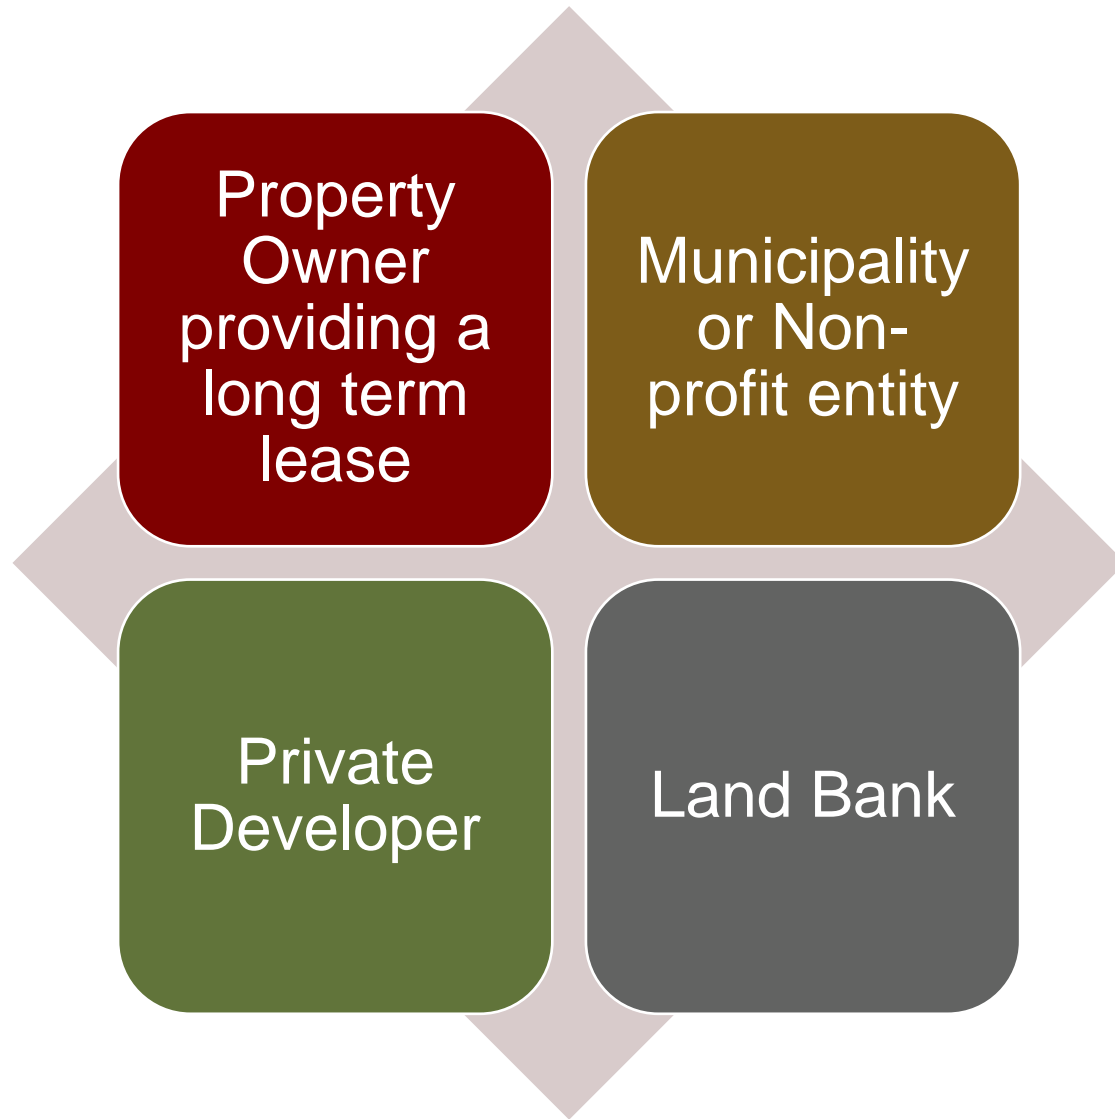 Property
Owner
providing a
long term
lease
Municipality
or Non-
profit entity
Private
Developer
Land Bank